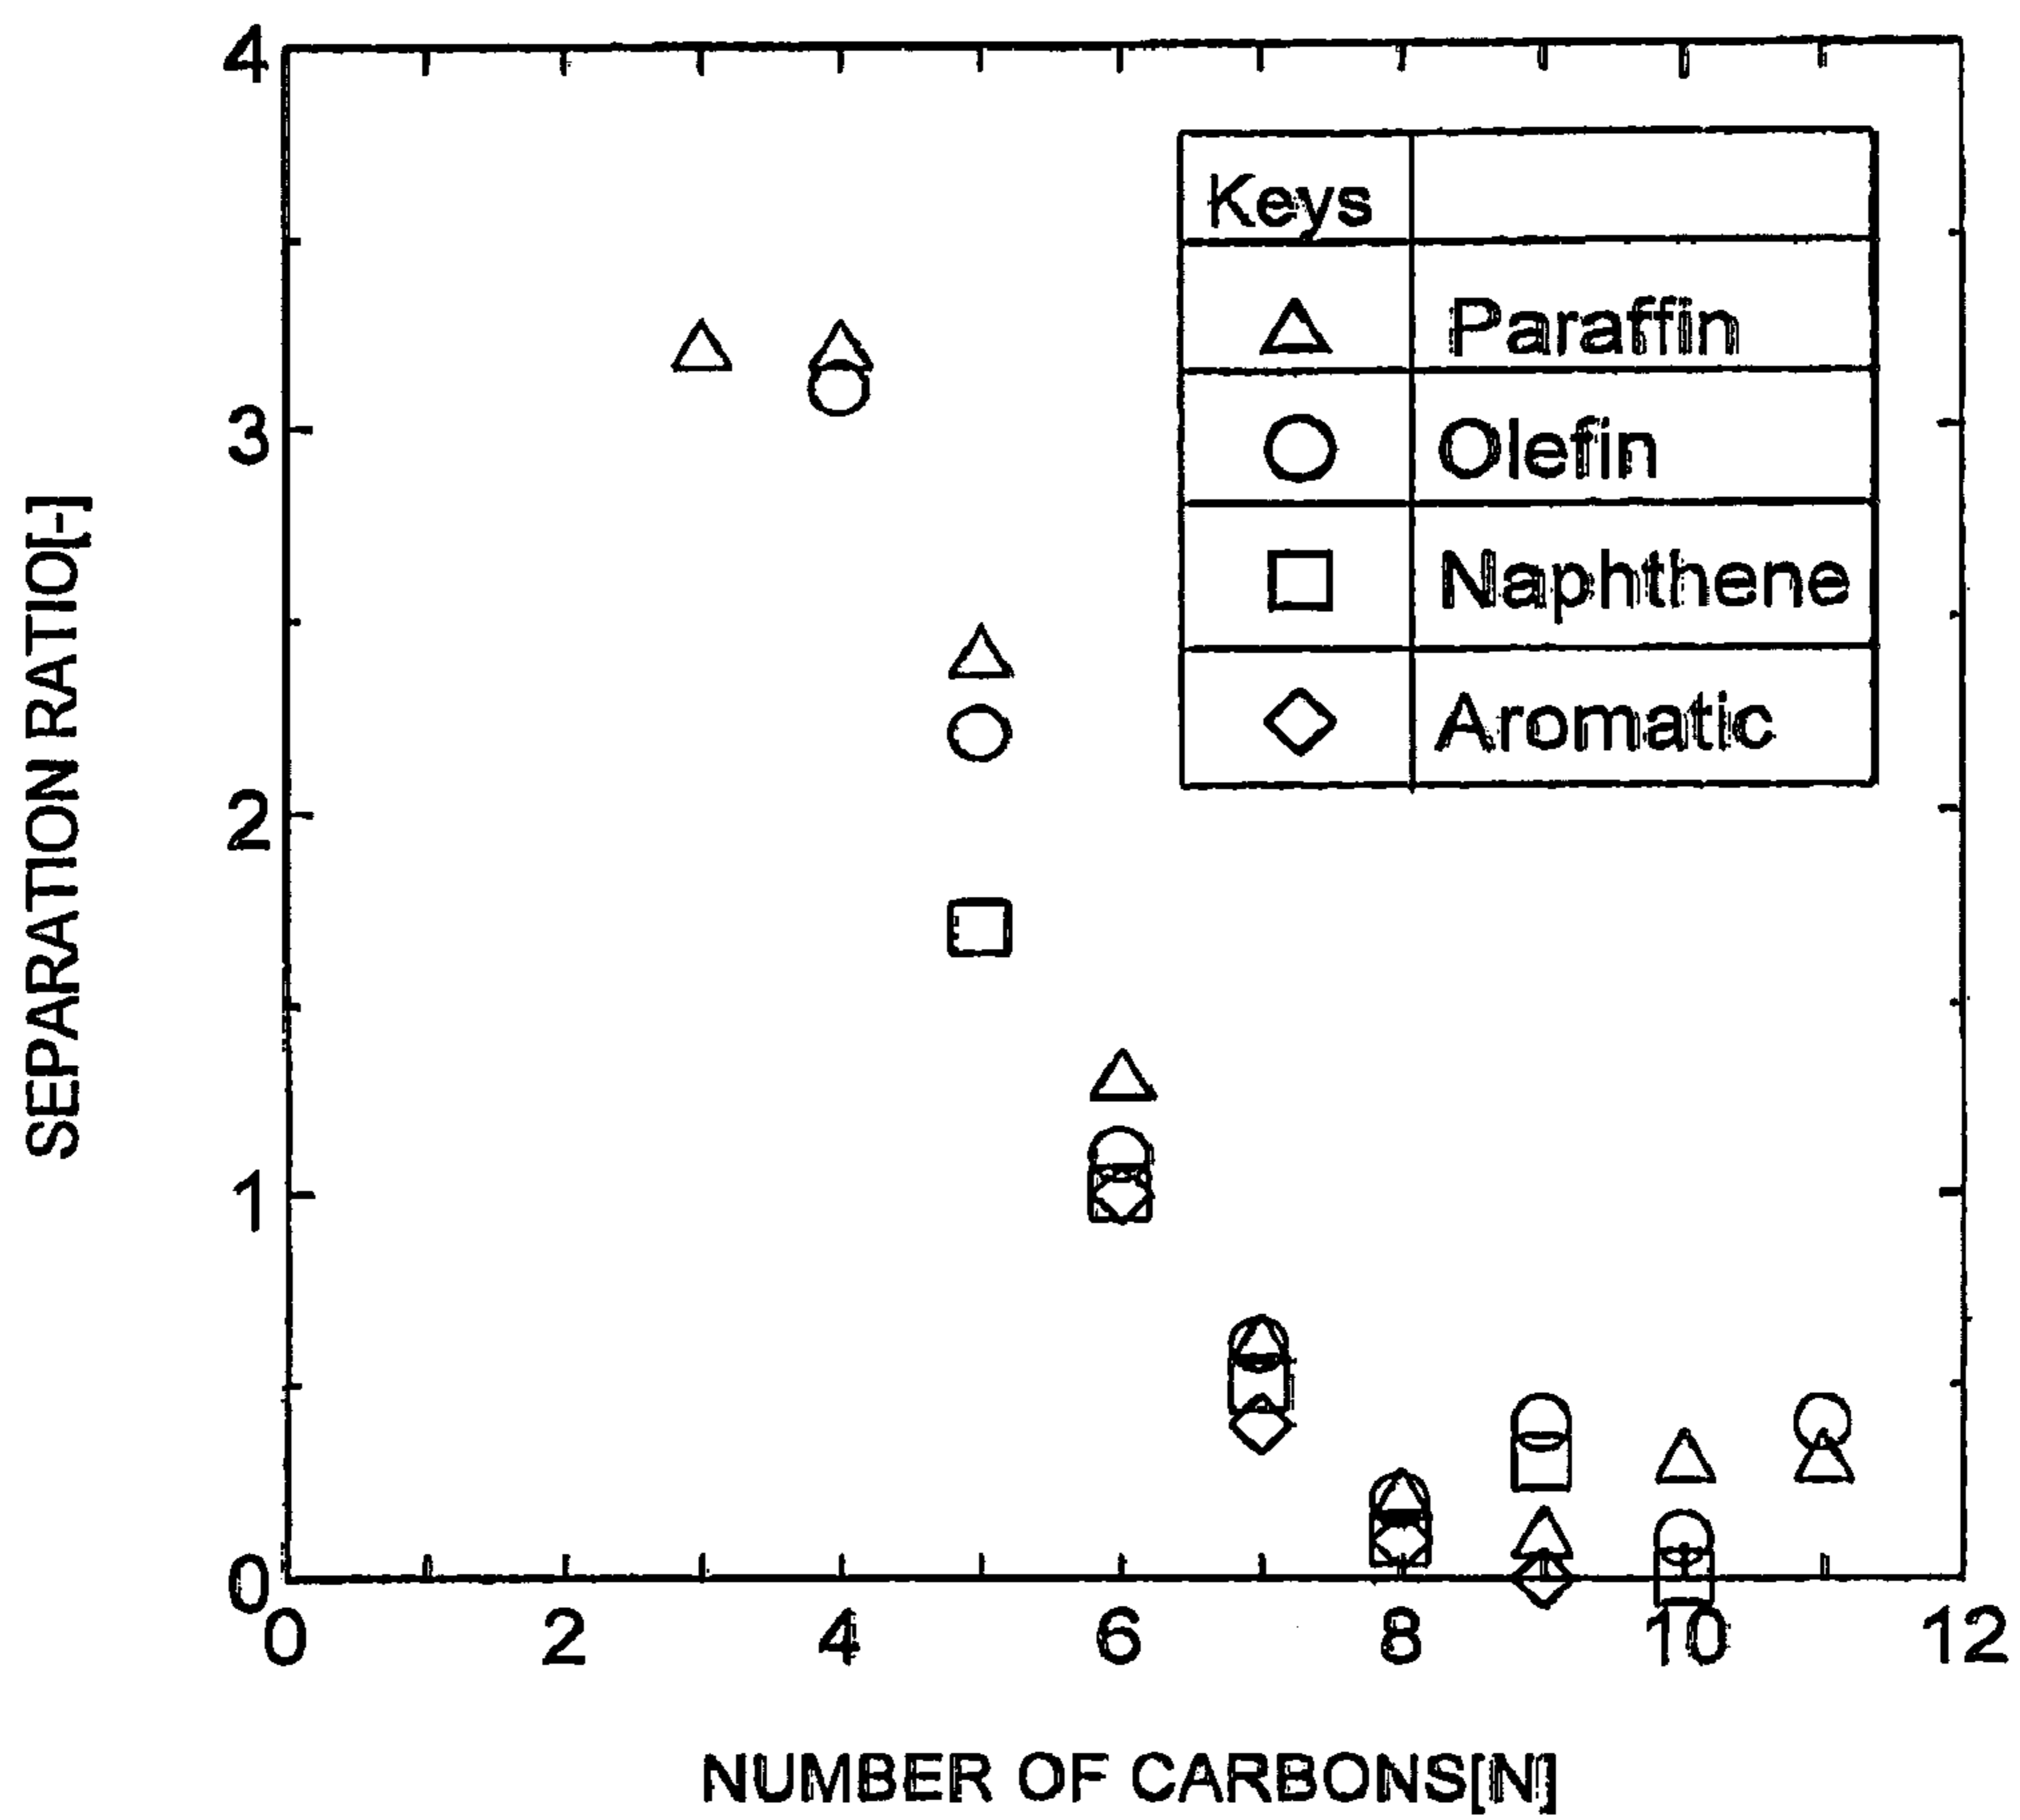 4
3
2
1
0
SEPARATION RATIO[-]
Keys
Paraffin
Olefin
Naphthene
Aromatic
0 2 4 6 8 10 12
NUMBER OF CARBONS[N]